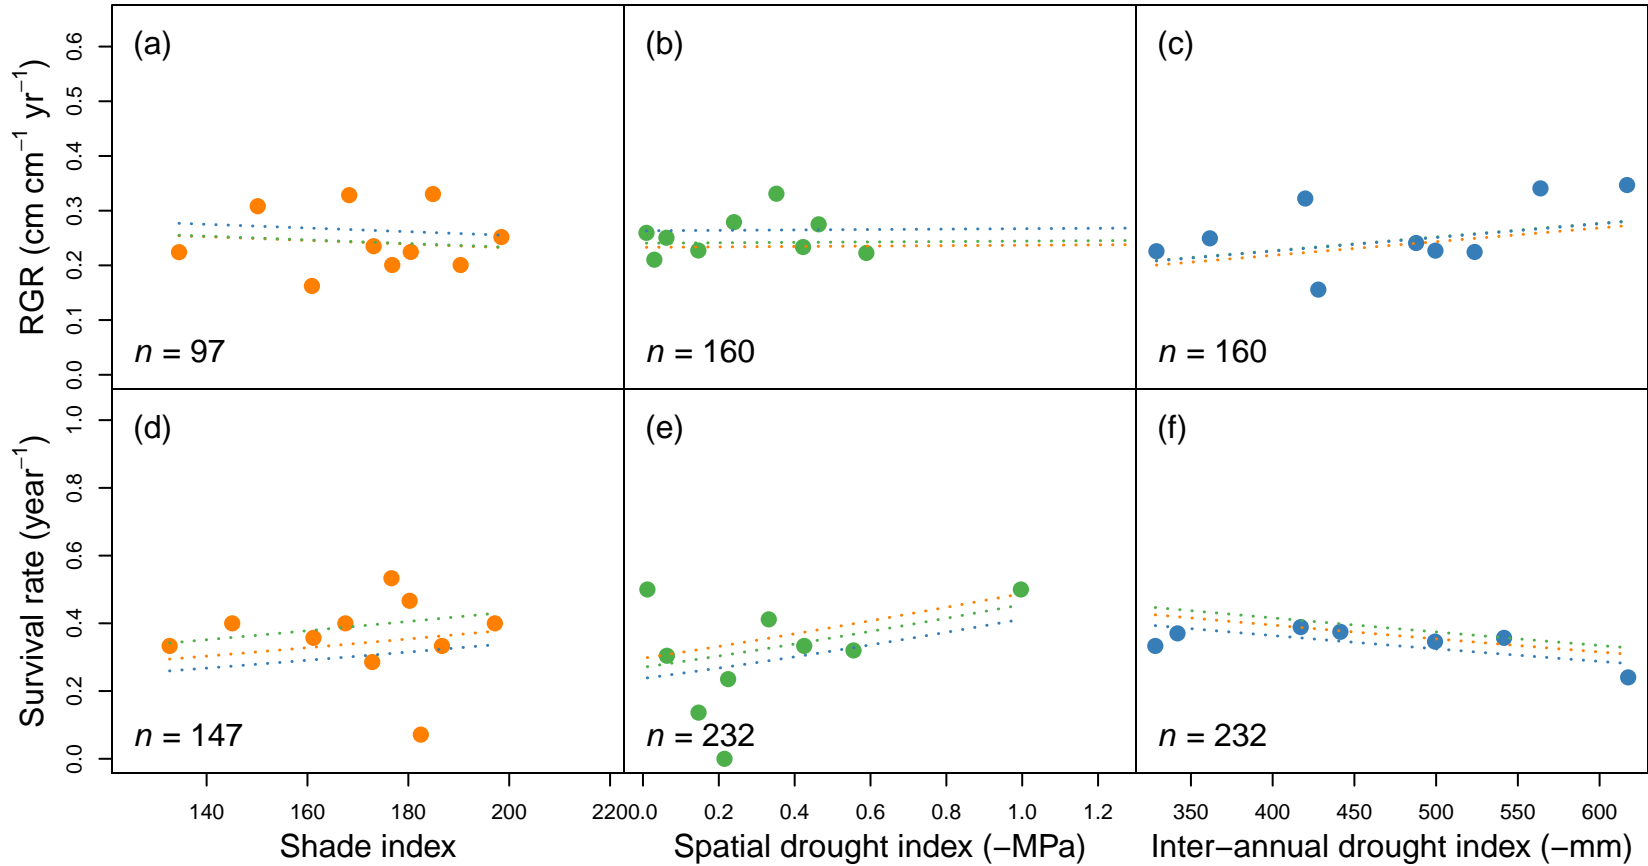 (a)
(b)
(c)
RGR (cm cm⁻¹ yr⁻¹)
0.6
0.5
0.4
0.3
0.2
0.1
0.0
n = 97
n = 160
n = 160
(d)
(e)
(f)
Survival rate (year⁻¹)
1.0
0.8
0.6
0.4
0.2
0.0
n = 147
n = 232
n = 232
140 160 180 200 220
0.0 0.2 0.4 0.6 0.8 1.0 1.2
350 400 450 500 550 600
Shade index
Spatial drought index (−MPa)
Inter−annual drought index (−mm)